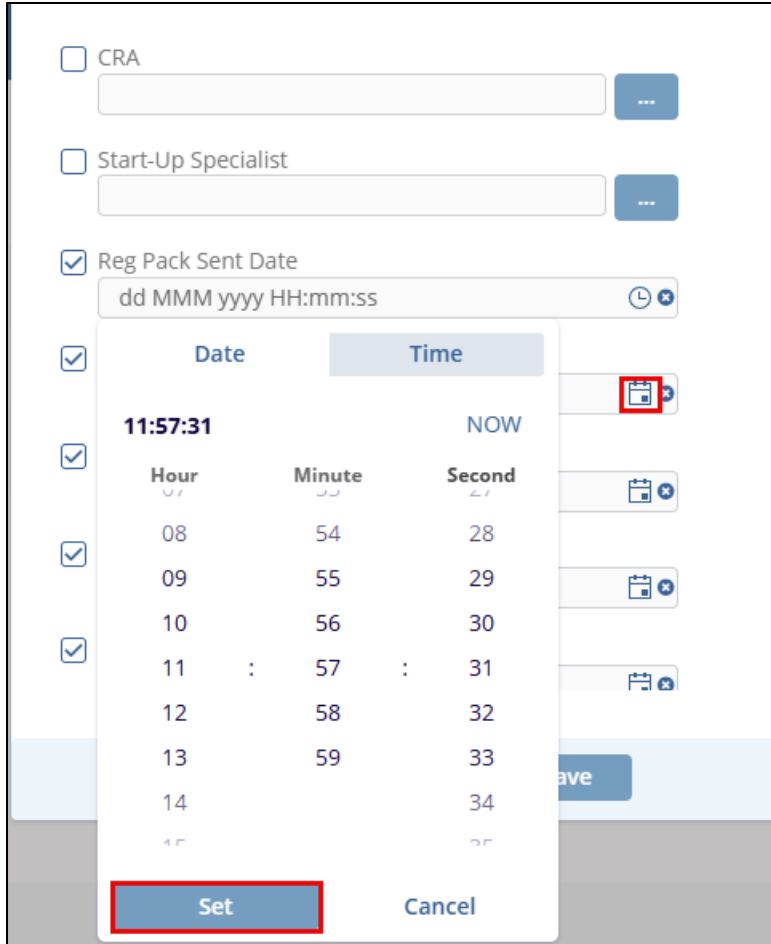 CRA
...
Start-Up Specialist
...
Reg Pack Sent Date
dd MMM yyyy HH:mm:ss
Date Time
11:57:31 NOW
Hour Minute Second
08 54 28
09 55 29
10 56 30
11 : 57 : 31
12 58 32
13 59 33
ave
14 34
Set Cancel